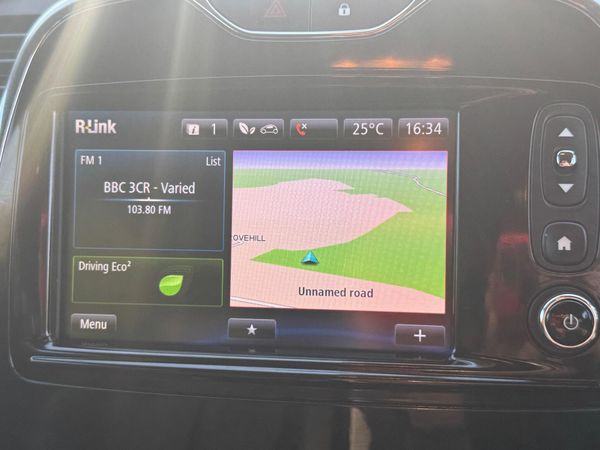 R-Link
i 1
25°C
16:34
FM 1
List
BBC 3CR - Varied
103.80 FM
OVEHILL
Driving Eco²
Unnamed road
Menu